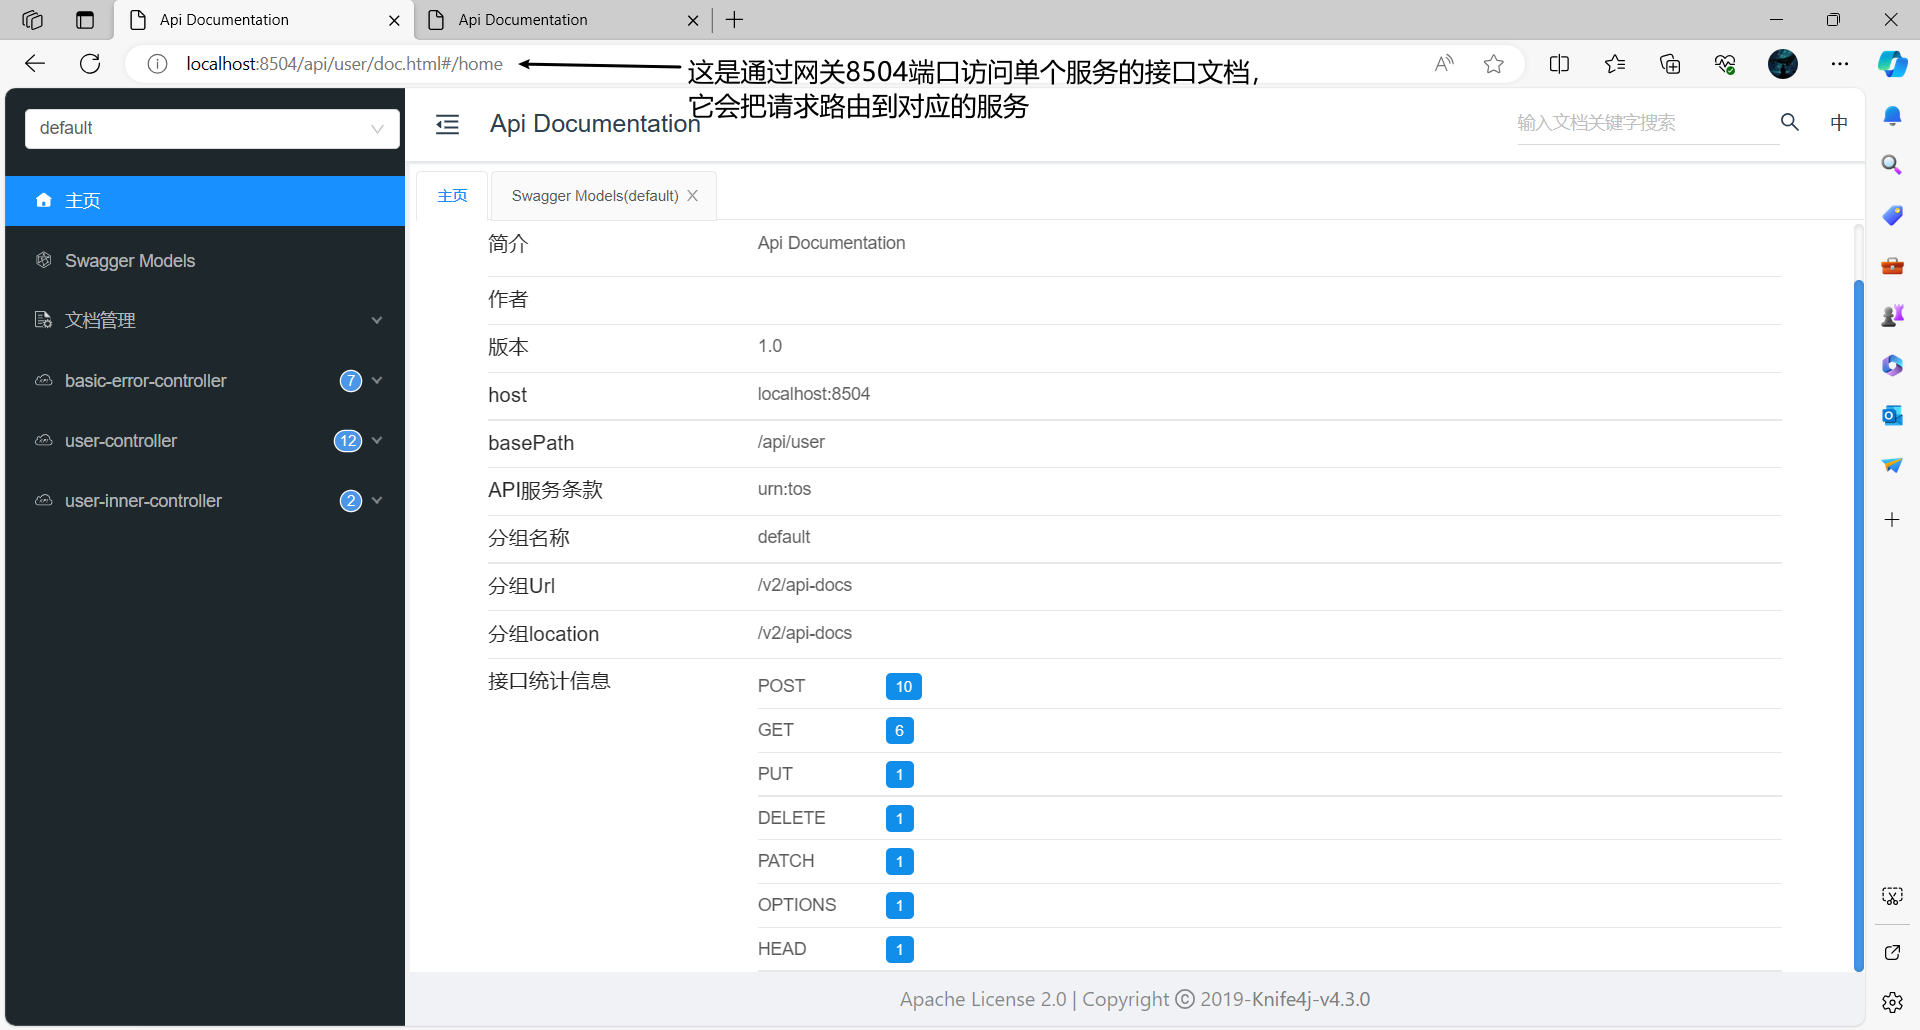 Api Documentation
Api Documentation
localhost:8504/api/user/doc.html#/home
这是通过网关8504端口访问单个服务的接口文档，
它会把请求路由到对应的服务
default
Api Documentation
输入文档关键字搜索
中
主页
Swagger Models
文档管理
basic-error-controller 7
user-controller 12
user-inner-controller 2
主页
Swagger Models(default)
简介 Api Documentation
作者
版本 1.0
host localhost:8504
basePath /api/user
API服务条款 urn:tos
分组名称 default
分组Url /v2/api-docs
分组location /v2/api-docs
接口统计信息
POST 10
GET 6
PUT 1
DELETE 1
PATCH 1
OPTIONS 1
HEAD 1
Apache License 2.0 | Copyright © 2019-Knife4j-v4.3.0